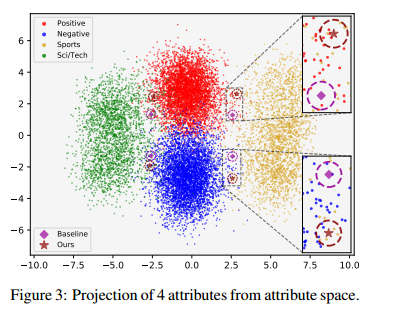 Positive
Negative
Sports
Sci/Tech
6
4
2
0
−2
−4
−6
Baseline
Ours
−10.0 −7.5 −5.0 −2.5 0.0 2.5 5.0 7.5 10.0
Figure 3: Projection of 4 attributes from attribute space.